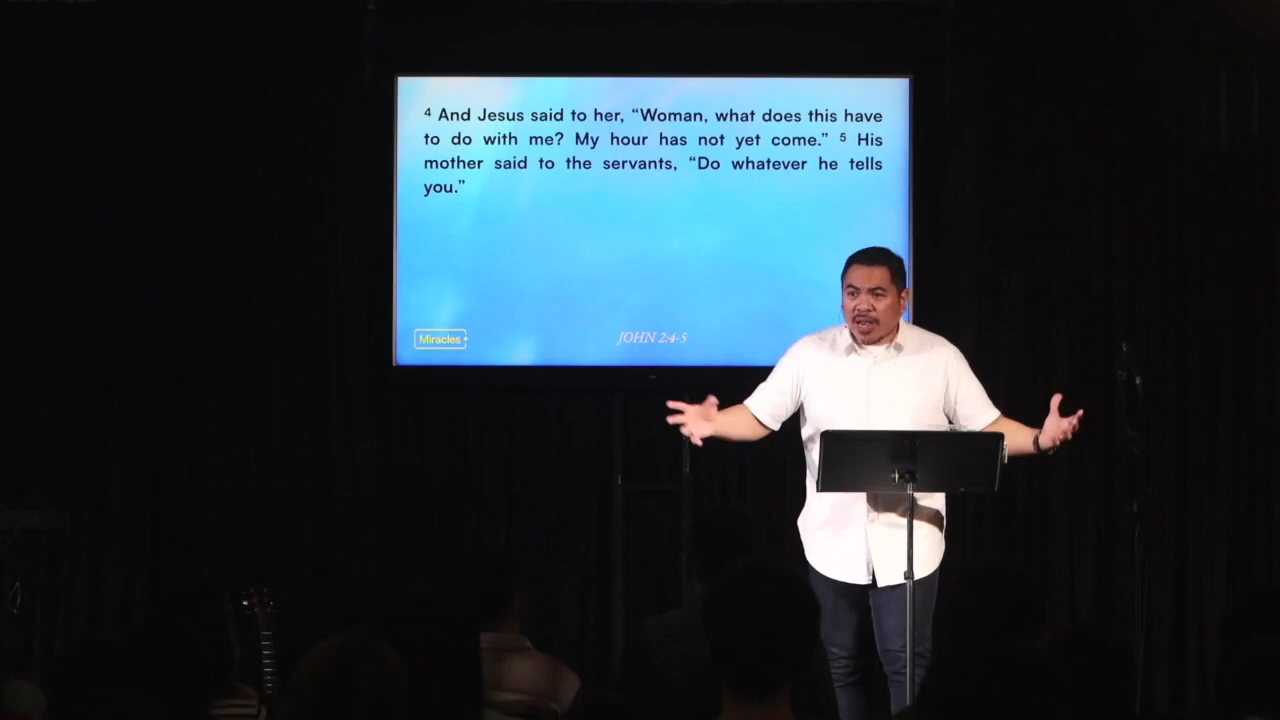 ⁴ And Jesus said to her, “Woman, what does this have
to do with me? My hour has not yet come.” ⁵ His
mother said to the servants, “Do whatever he tells
you.”
Miracles
JOHN 2:4-5